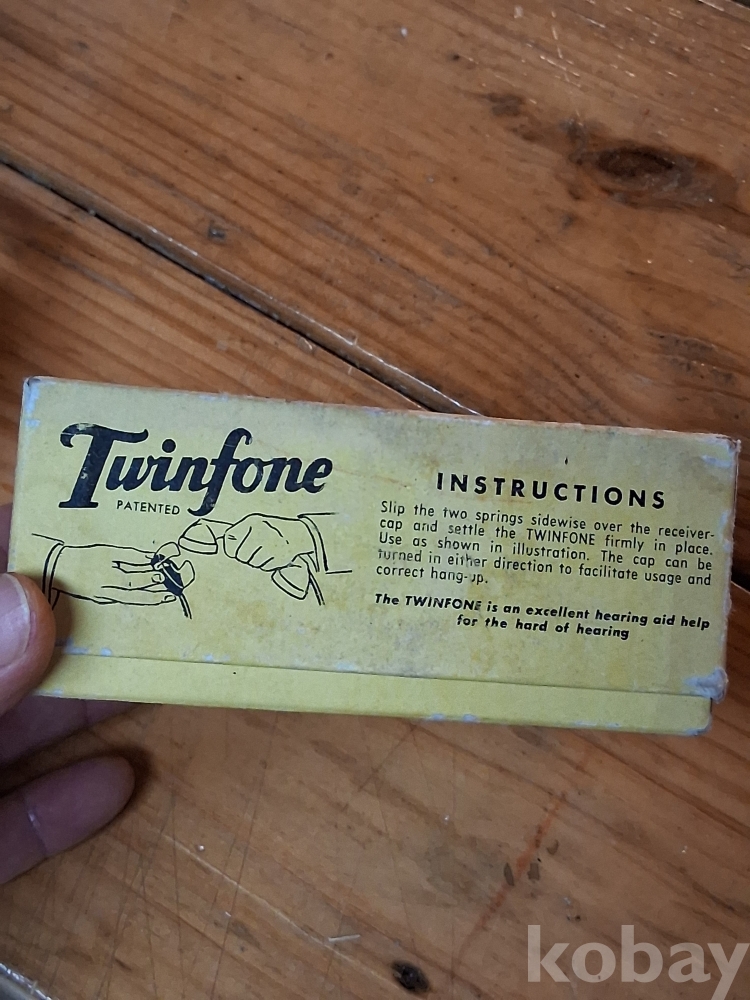 Twinfone
PATENTED
INSTRUCTIONS
Slip the two springs sidewise over the receiver-
cap and settle the TWINFONE firmly in place.
Use as shown in illustration. The cap can be
turned in either direction to facilitate usage and
correct hang-up.
The TWINFONE is an excellent hearing aid help
for the hard of hearing
kobay